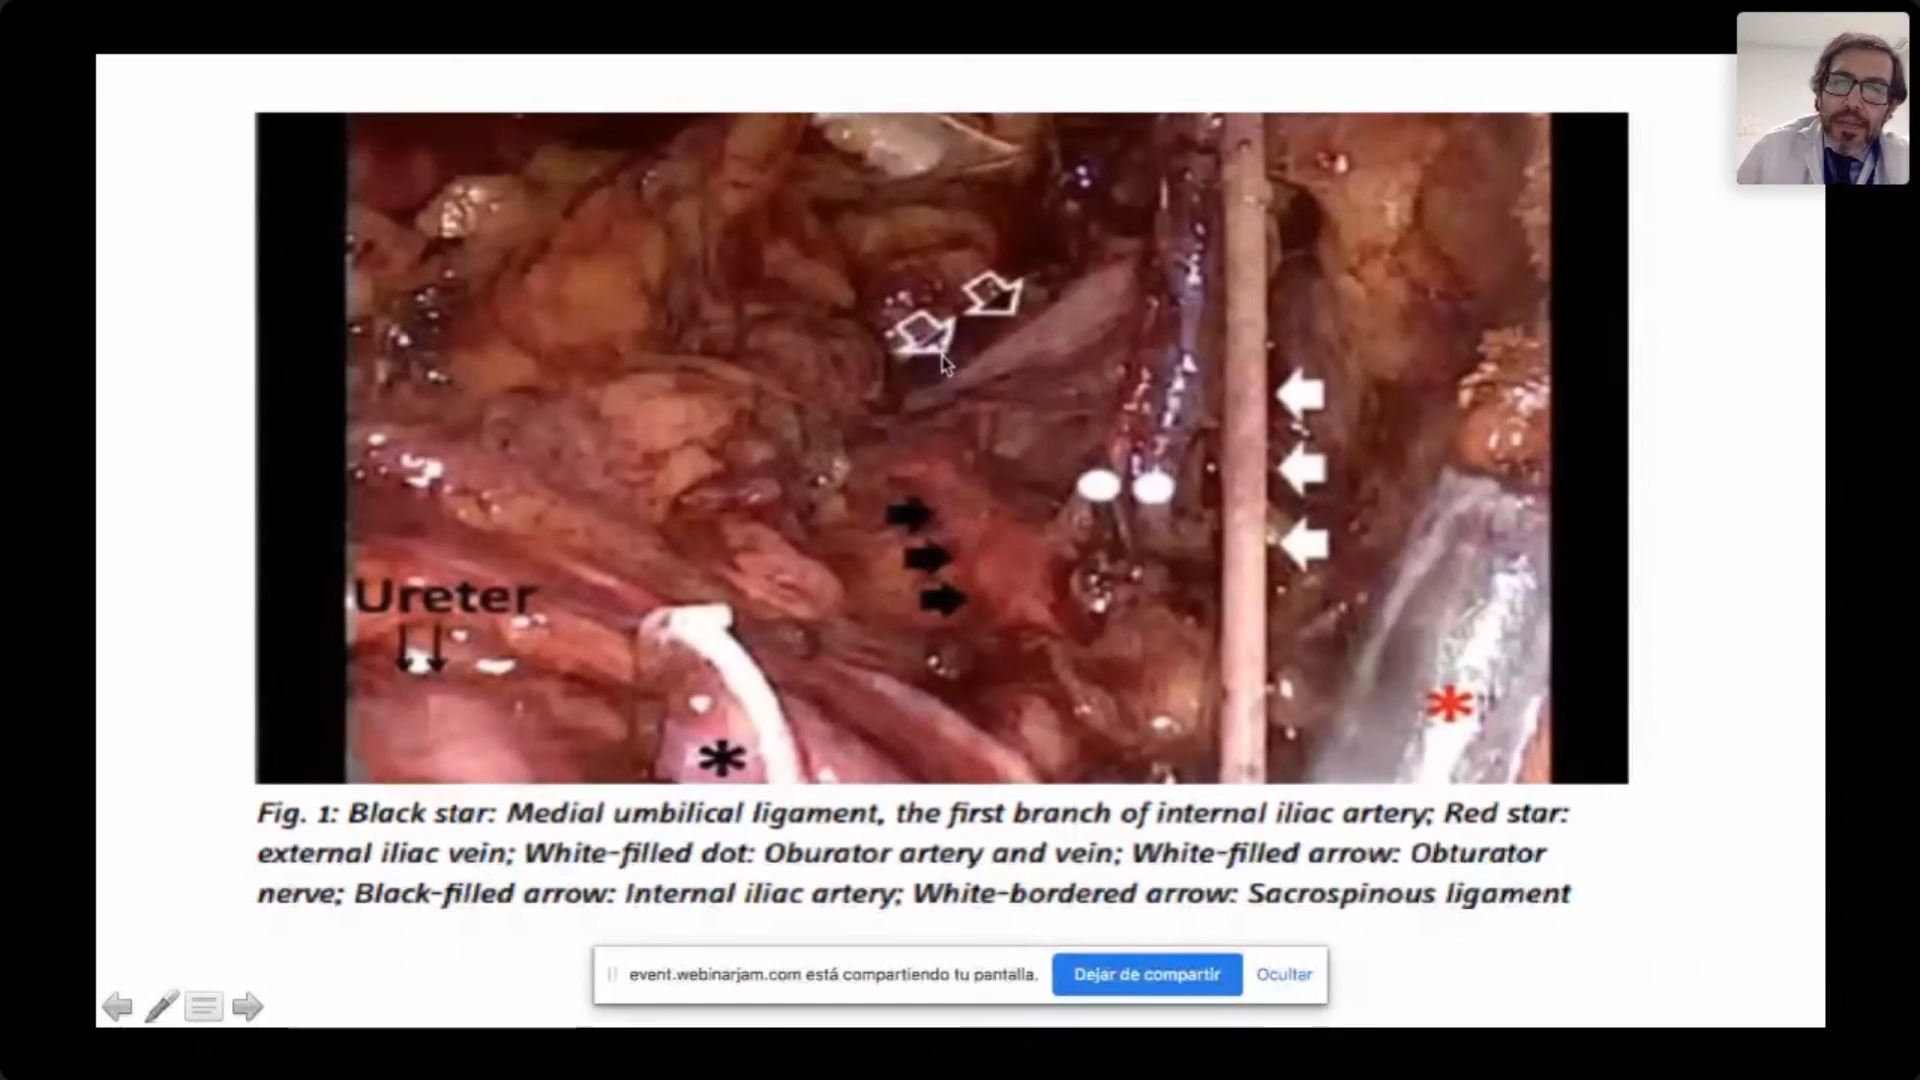 Ureter
*
*
Fig. 1: Black star: Medial umbilical ligament, the first branch of internal iliac artery; Red star:
external iliac vein; White-filled dot: Oburator artery and vein; White-filled arrow: Obturator
nerve; Black-filled arrow: Internal iliac artery; White-bordered arrow: Sacrospinous ligament
event.webinarjam.com está compartiendo tu pantalla. Dejar de compartir Ocultar